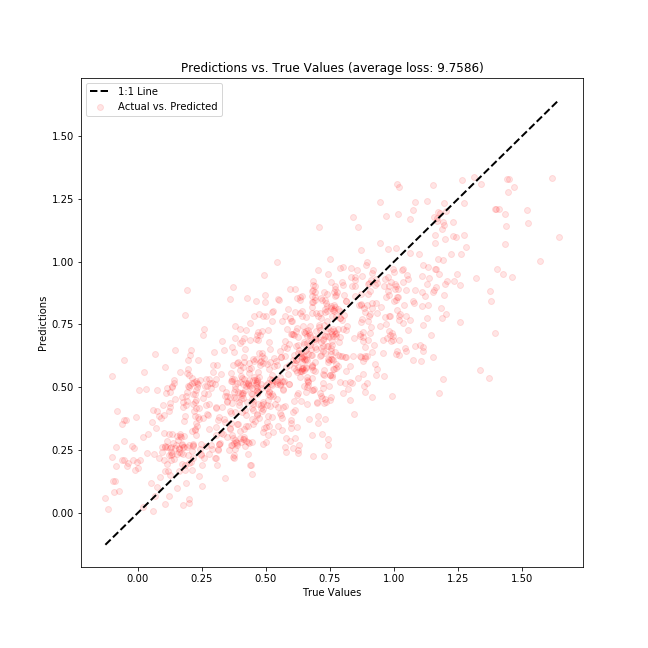 Predictions vs. True Values (average loss: 9.7586)
1:1 Line
Actual vs. Predicted
1.50
1.25
1.00
0.75
0.50
0.25
0.00
Predictions
0.00 0.25 0.50 0.75 1.00 1.25 1.50
True Values